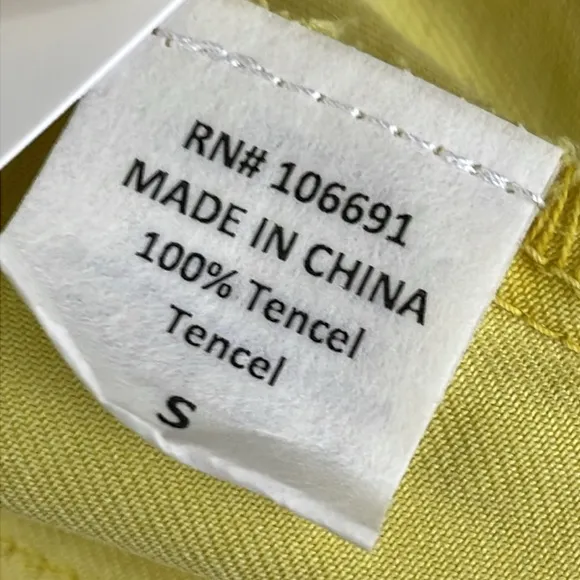 RN# 106691
MADE IN CHINA
100% Tencel
Tencel
S